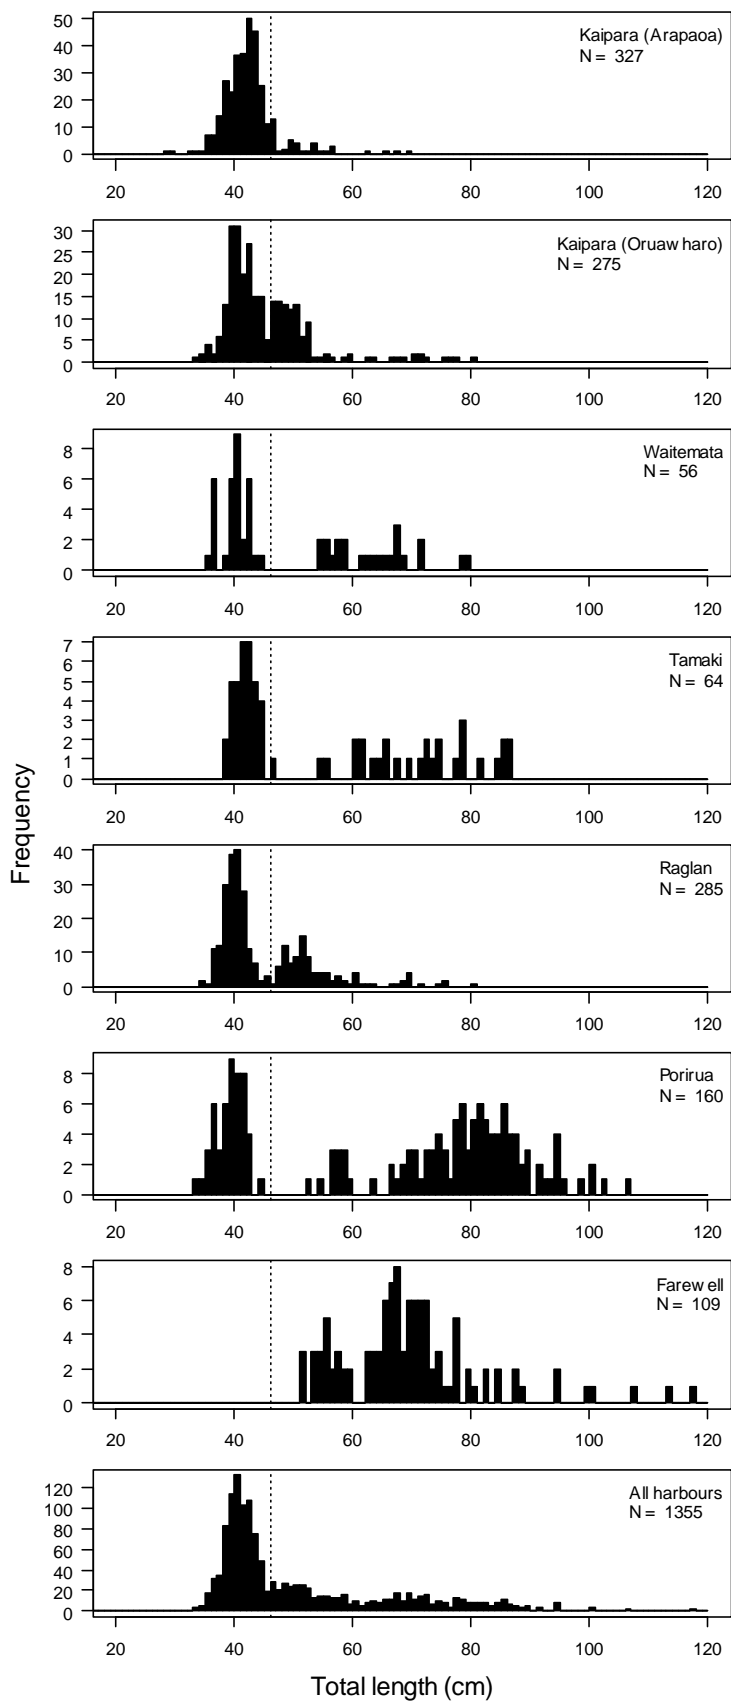 50
40
30
20
10
0
Kaipara (Arapaoa)
N = 327
20 40 60 80 100 120
30
25
20
15
10
5
0
Kaipara (Oruawharo)
N = 275
20 40 60 80 100 120
8
6
4
2
0
Waitemata
N = 56
20 40 60 80 100 120
7
6
5
4
3
2
1
0
Tamaki
N = 64
20 40 60 80 100 120
Frequency
40
30
20
10
0
Raglan
N = 285
20 40 60 80 100 120
8
6
4
2
0
Porirua
N = 160
20 40 60 80 100 120
8
6
4
2
0
Farewell
N = 109
20 40 60 80 100 120
120
100
80
60
40
20
0
All harbours
N = 1355
20 40 60 80 100 120
Total length (cm)